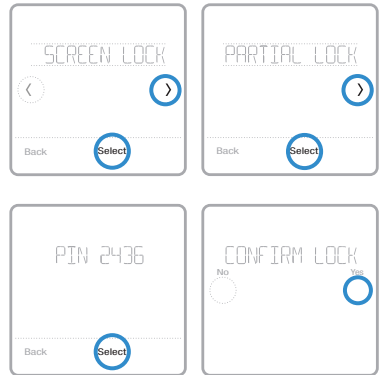 SCREEN LOCK
Back
Select
PARTIAL LOCK
Back
Select
PIN 2436
Back
Select
CONFIRM LOCK
No
Yes